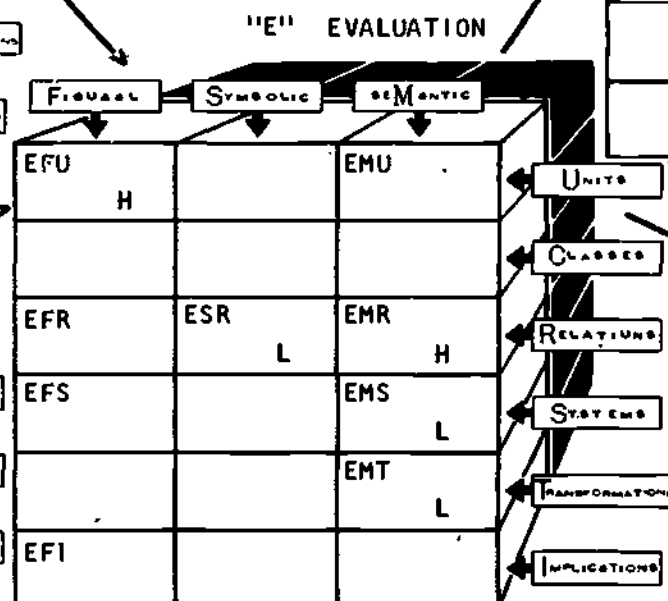 "E" EVALUATION
FIGURAL SYMBOLIC SEMANTIC
EFU EMU UNITS
H
CLASSES
EFR ESR EMR RELATIONS
L H
EFS EMS SYSTEMS
L
EMT TRANSFORMATIONS
L
EFI IMPLICATIONS